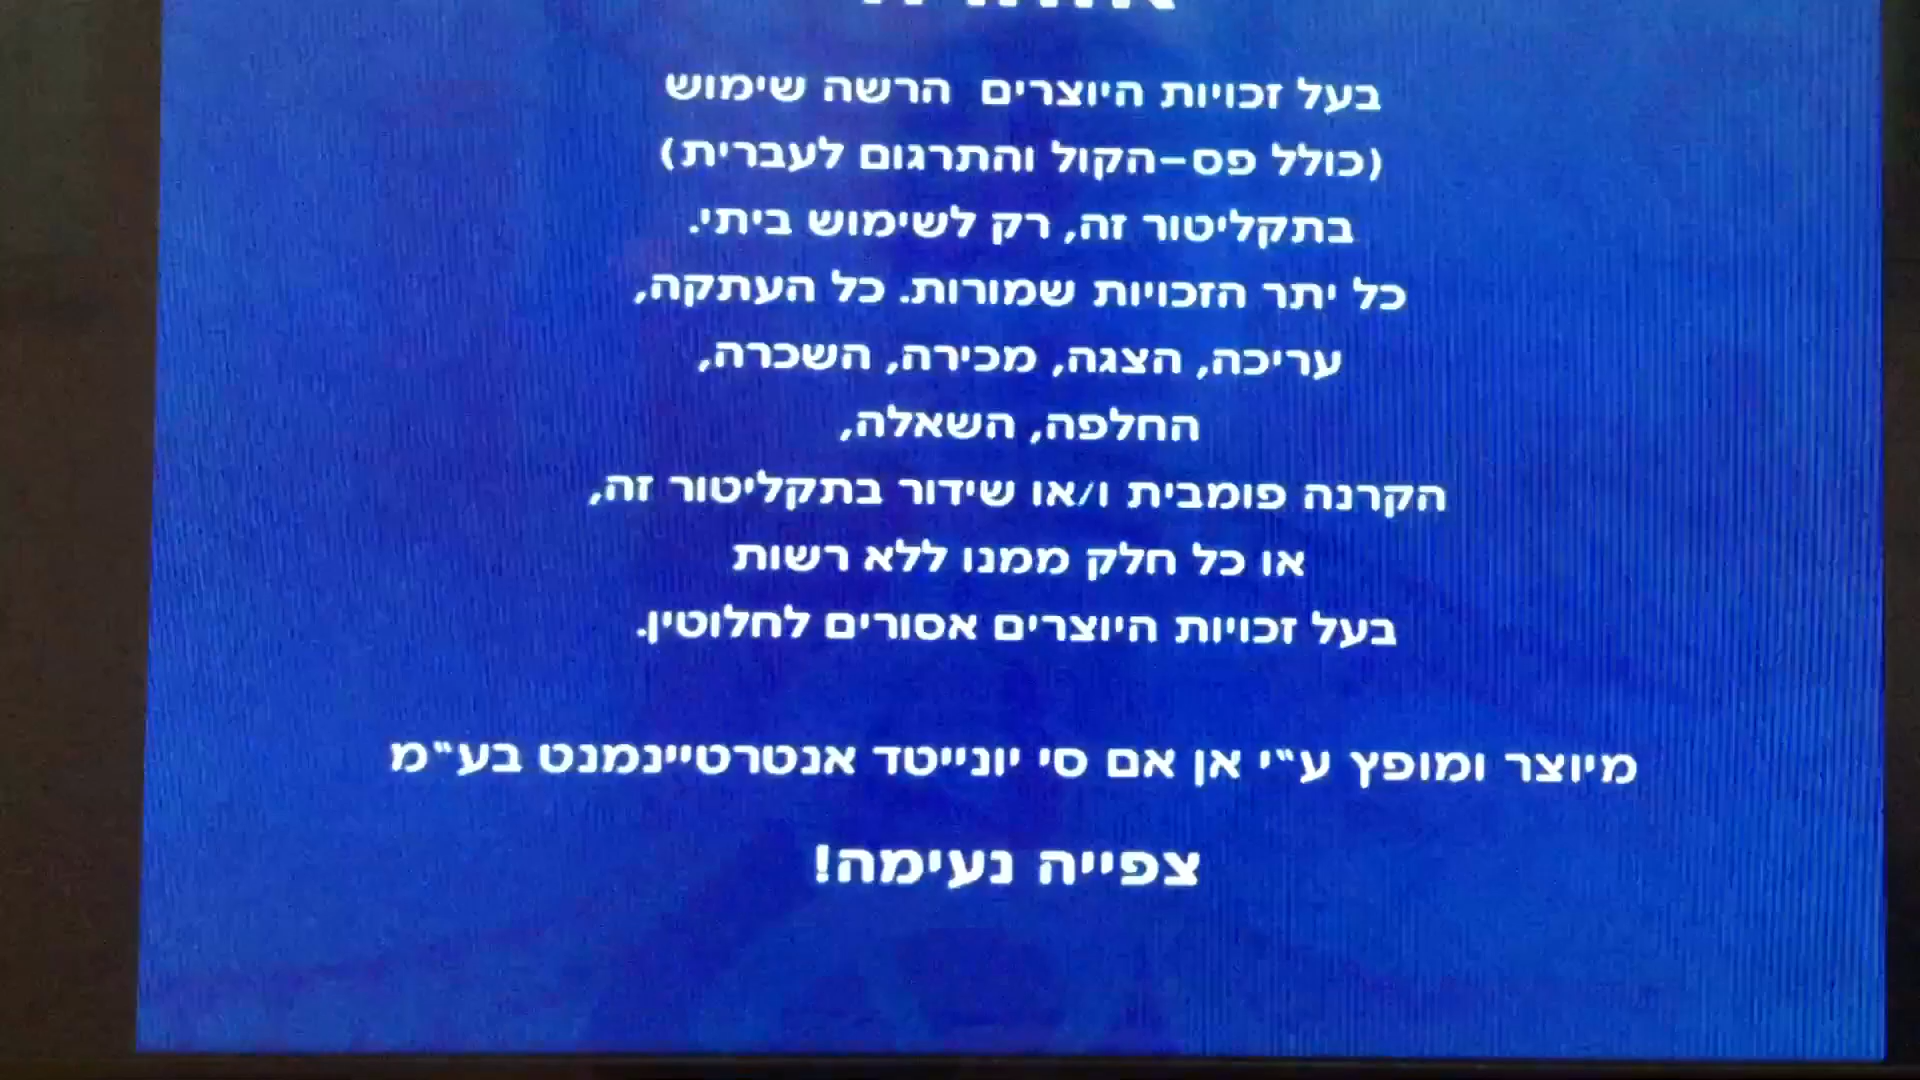 בעל זכויות היוצרים הרשה שימוש
(כולל פס-הקול והתרגום לעברית)
בתקליטור זה, רק לשימוש ביתי.
כל יתר הזכויות שמורות. כל העתקה,
עריכה, הצגה, מכירה, השכרה,
החלפה, השאלה,
הקרנה פומבית ו/או שידור בתקליטור זה,
או כל חלק ממנו ללא רשות
בעל זכויות היוצרים אסורים לחלוטין.
מיוצר ומופץ ע"י אן אם סי יונייטד אנטרטיינמנט בע"מ
צפייה נעימה!